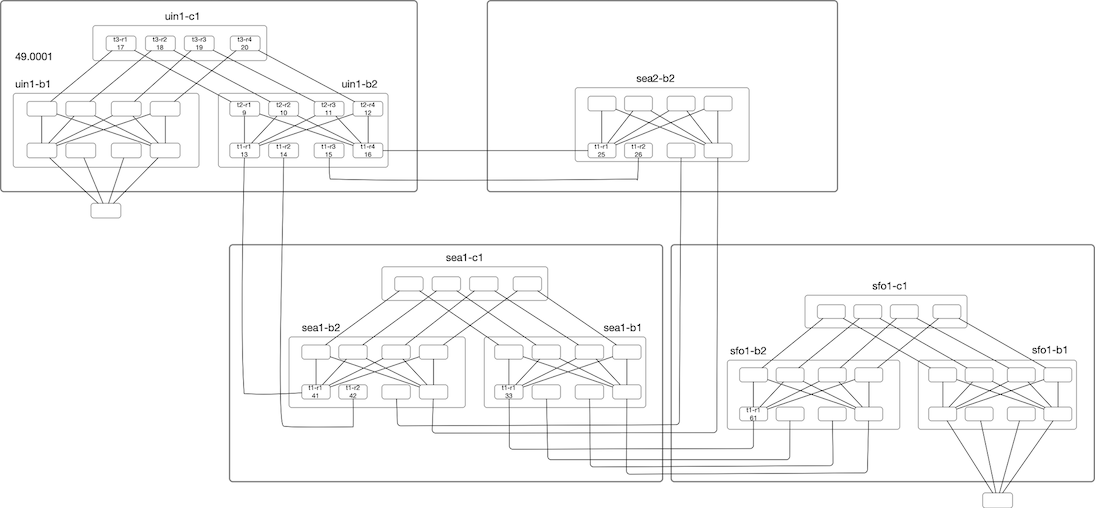 uin1-c1
t3-r1 t3-r2 t3-r3 t3-r4
17 18 19 20
49.0001
uin1-b1
uin1-b2
t2-r1 t2-r2 t2-r3 t2-r4
9 10 11 12
t1-r1 t1-r2 t1-r3 t1-r4
13 14 15 16
sea2-b2
t1-r1 t1-r2
25 26
sea1-c1
sea1-b2
sea1-b1
t1-r1 t1-r2
41 42
t1-r1
33
sfo1-c1
sfo1-b2
sfo1-b1
t1-r1
61